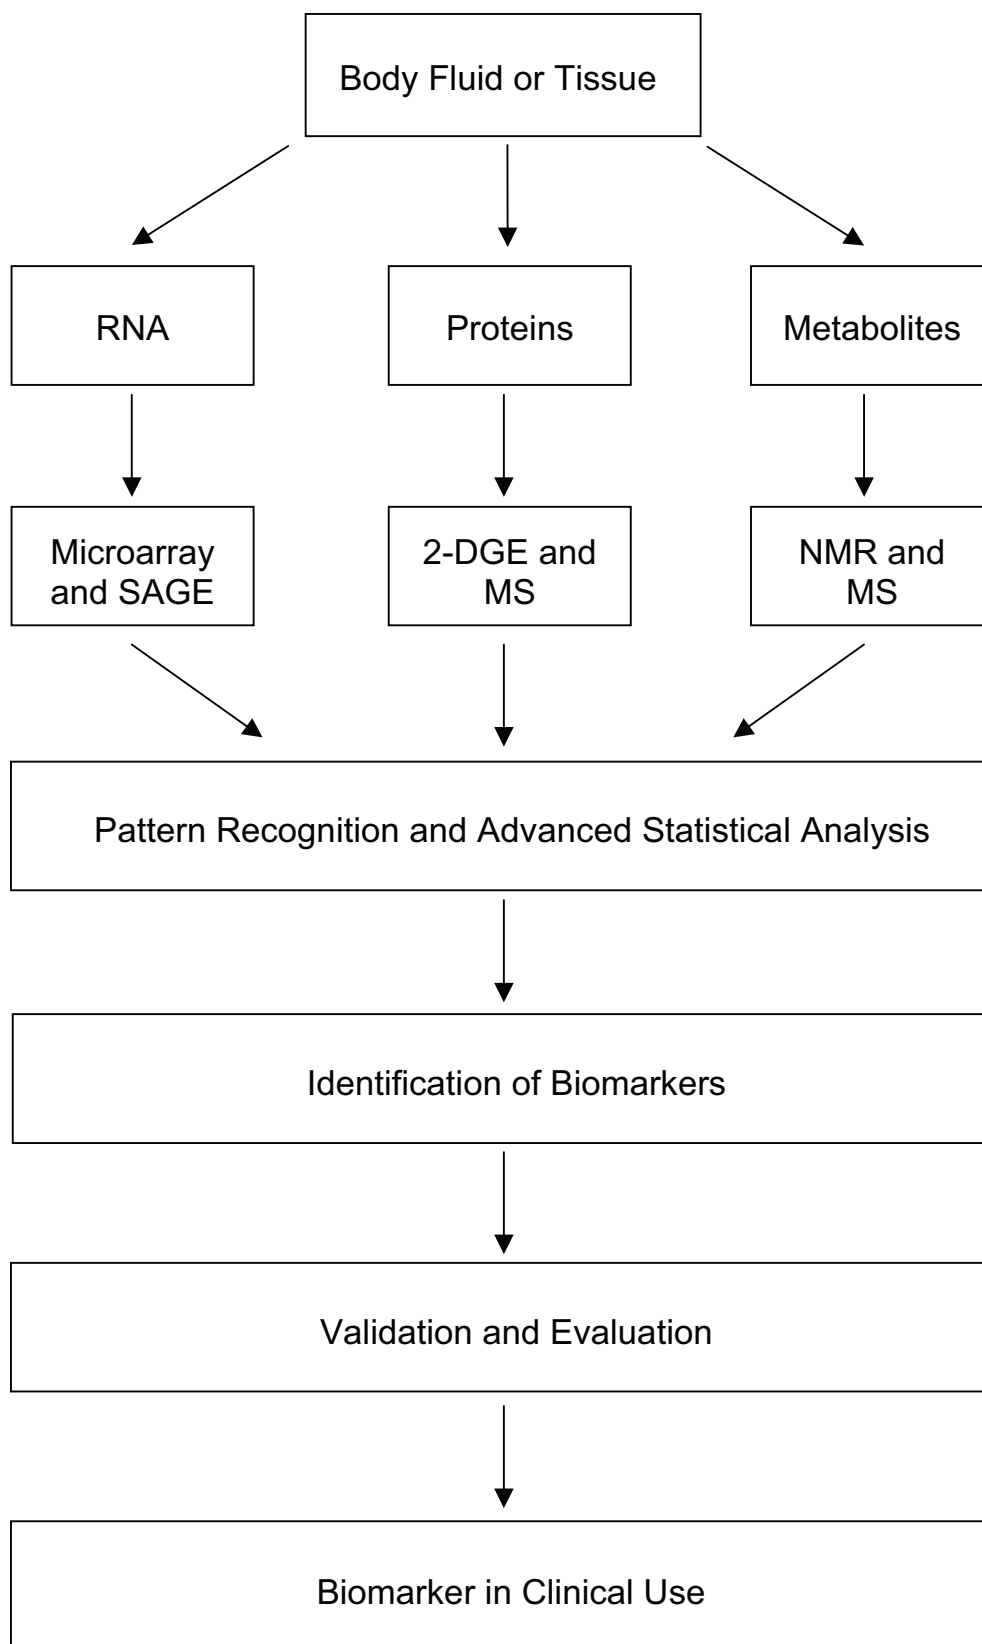 Body Fluid or Tissue
RNA
Proteins
Metabolites
Microarray
and SAGE
2-DGE and
MS
NMR and
MS
Pattern Recognition and Advanced Statistical Analysis
Identification of Biomarkers
Validation and Evaluation
Biomarker in Clinical Use